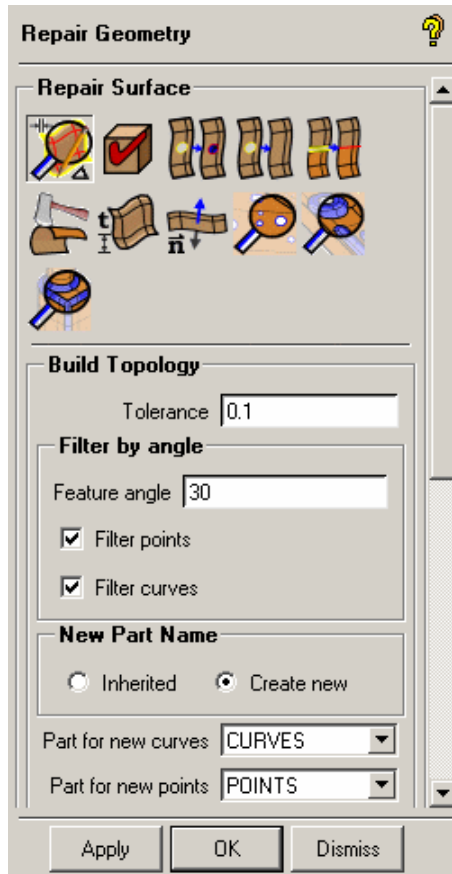 Repair Geometry
Repair Surface
t
n
Build Topology
Tolerance 0.1
Filter by angle
Feature angle 30
Filter points
Filter curves
New Part Name
Inherited Create new
Part for new curves CURVES
Part for new points POINTS
Apply OK Dismiss